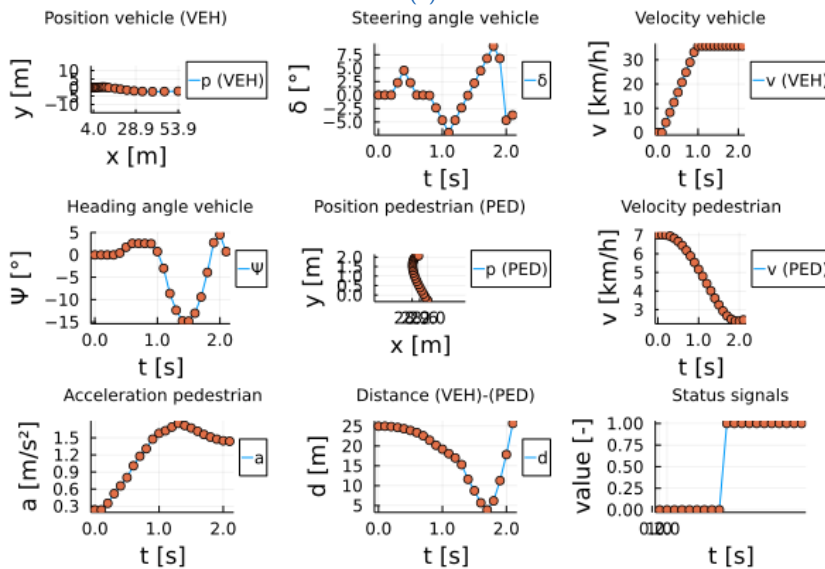 Position vehicle (VEH)
y [m]
10
5
0
−10
4.0 28.9 53.9
x [m]
p (VEH)
Steering angle vehicle
δ [°]
7.5
5.0
2.5
0.0
−2.5
−5.0
0.0 1.0 2.0
t [s]
δ
Velocity vehicle
v [km/h]
30
20
10
0
0.0 1.0 2.0
t [s]
v (VEH)
Heading angle vehicle
Ψ [°]
5
0
−5
−10
−15
0.0 1.0 2.0
t [s]
Ψ
Position pedestrian (PED)
y [m]
2.0
1.5
1.0
0.5
0.0
x [m]
p (PED)
Velocity pedestrian
v [km/h]
7
6
5
4
3
0.0 1.0 2.0
t [s]
v (PED)
Acceleration pedestrian
a [m/s²]
1.5
1.2
0.9
0.6
0.3
0.0 1.0 2.0
t [s]
a
Distance (VEH)-(PED)
d [m]
25
20
15
10
5
0.0 1.0 2.0
t [s]
d
Status signals
value [-]
1.00
0.75
0.50
0.25
0.00
t [s]